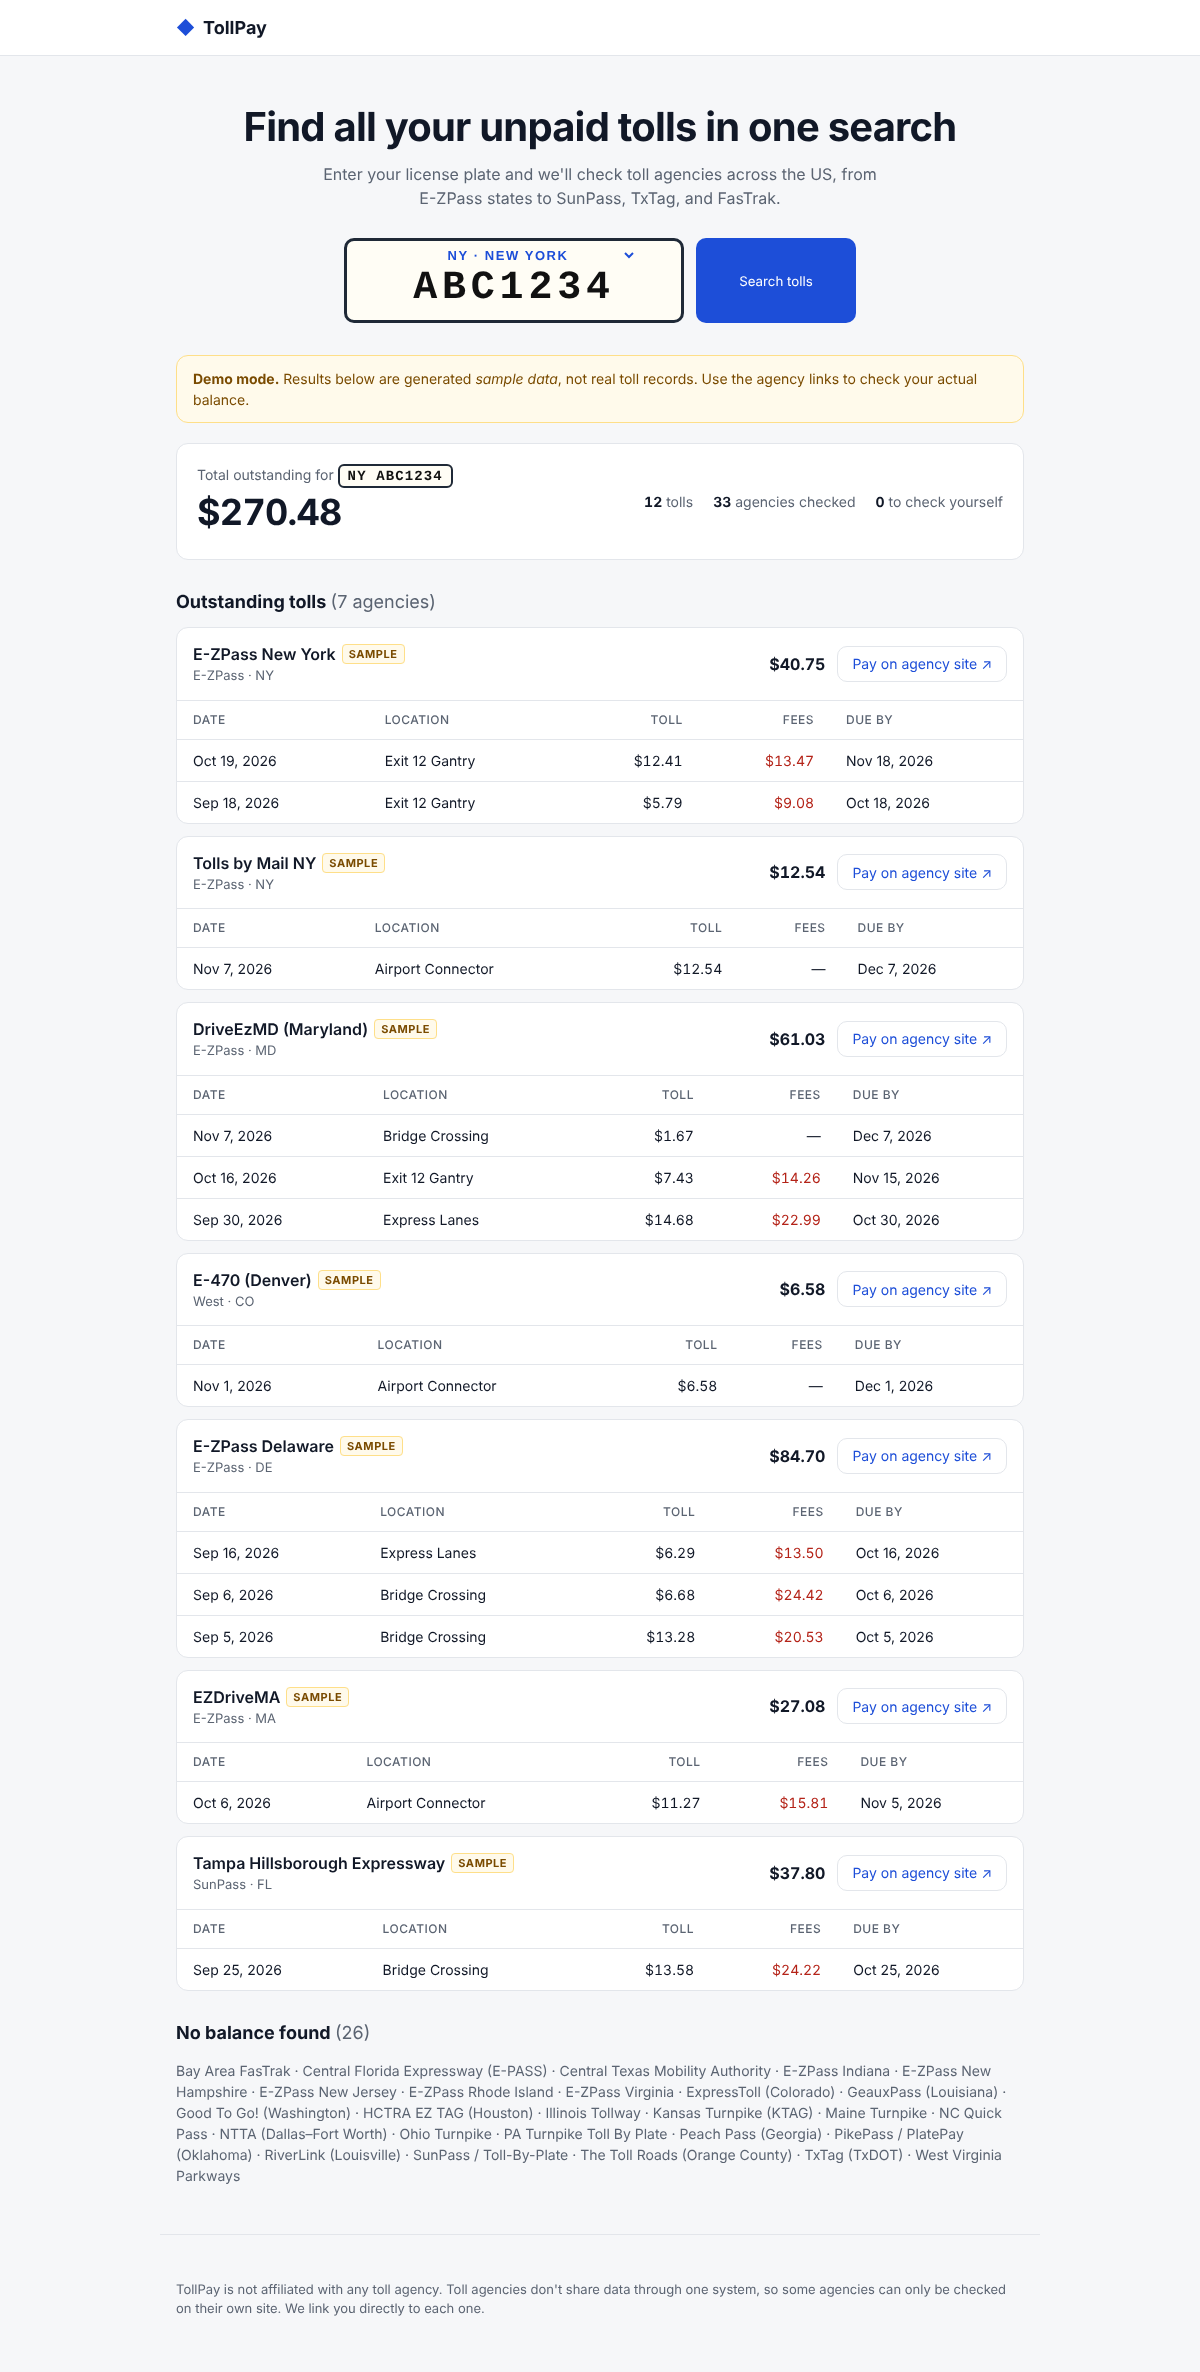 TollPay
Find all your unpaid tolls in one search
Enter your license plate and we'll check toll agencies across the US, from
E-ZPass states to SunPass, TxTag, and FasTrak.
NY · NEW YORK
ABC1234
Search tolls
Demo mode. Results below are generated sample data, not real toll records. Use the agency links to check your actual
balance.
Total outstanding for NY ABC1234
$270.48
12 tolls 33 agencies checked 0 to check yourself
Outstanding tolls (7 agencies)
E-ZPass New York SAMPLE
E-ZPass · NY
$40.75 Pay on agency site ↗
DATE LOCATION TOLL FEES DUE BY
Oct 19, 2026 Exit 12 Gantry $12.41 $13.47 Nov 18, 2026
Sep 18, 2026 Exit 12 Gantry $5.79 $9.08 Oct 18, 2026
Tolls by Mail NY SAMPLE
E-ZPass · NY
$12.54 Pay on agency site ↗
DATE LOCATION TOLL FEES DUE BY
Nov 7, 2026 Airport Connector $12.54 — Dec 7, 2026
DriveEzMD (Maryland) SAMPLE
E-ZPass · MD
$61.03 Pay on agency site ↗
DATE LOCATION TOLL FEES DUE BY
Nov 7, 2026 Bridge Crossing $1.67 — Dec 7, 2026
Oct 16, 2026 Exit 12 Gantry $7.43 $14.26 Nov 15, 2026
Sep 30, 2026 Express Lanes $14.68 $22.99 Oct 30, 2026
E-470 (Denver) SAMPLE
West · CO
$6.58 Pay on agency site ↗
DATE LOCATION TOLL FEES DUE BY
Nov 1, 2026 Airport Connector $6.58 — Dec 1, 2026
E-ZPass Delaware SAMPLE
E-ZPass · DE
$84.70 Pay on agency site ↗
DATE LOCATION TOLL FEES DUE BY
Sep 16, 2026 Express Lanes $6.29 $13.50 Oct 16, 2026
Sep 6, 2026 Bridge Crossing $6.68 $24.42 Oct 6, 2026
Sep 5, 2026 Bridge Crossing $13.28 $20.53 Oct 5, 2026
EZDriveMA SAMPLE
E-ZPass · MA
$27.08 Pay on agency site ↗
DATE LOCATION TOLL FEES DUE BY
Oct 6, 2026 Airport Connector $11.27 $15.81 Nov 5, 2026
Tampa Hillsborough Expressway SAMPLE
SunPass · FL
$37.80 Pay on agency site ↗
DATE LOCATION TOLL FEES DUE BY
Sep 25, 2026 Bridge Crossing $13.58 $24.22 Oct 25, 2026
No balance found (26)
Bay Area FasTrak · Central Florida Expressway (E-PASS) · Central Texas Mobility Authority · E-ZPass Indiana · E-ZPass New
Hampshire · E-ZPass New Jersey · E-ZPass Rhode Island · E-ZPass Virginia · ExpressToll (Colorado) · GeauxPass (Louisiana) ·
Good To Go! (Washington) · HCTRA EZ TAG (Houston) · Illinois Tollway · Kansas Turnpike (KTAG) · Maine Turnpike · NC Quick
Pass · NTTA (Dallas–Fort Worth) · Ohio Turnpike · PA Turnpike Toll By Plate · Peach Pass (Georgia) · PikePass / PlatePay
(Oklahoma) · RiverLink (Louisville) · SunPass / Toll-By-Plate · The Toll Roads (Orange County) · TxTag (TxDOT) · West Virginia
Parkways
TollPay is not affiliated with any toll agency. Toll agencies don't share data through one system, so some agencies can only be checked
on their own site. We link you directly to each one.